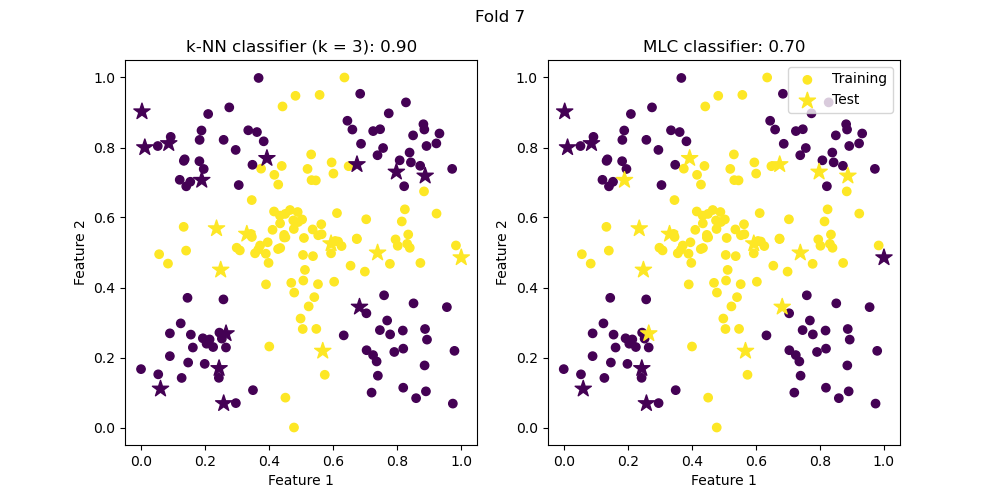 Fold 7
k-NN classifier (k = 3): 0.90
MLC classifier: 0.70
Training
Test
Feature 2
1.0
0.8
0.6
0.4
0.2
0.0
0.0 0.2 0.4 0.6 0.8 1.0
Feature 1
Feature 2
1.0
0.8
0.6
0.4
0.2
0.0
0.0 0.2 0.4 0.6 0.8 1.0
Feature 1